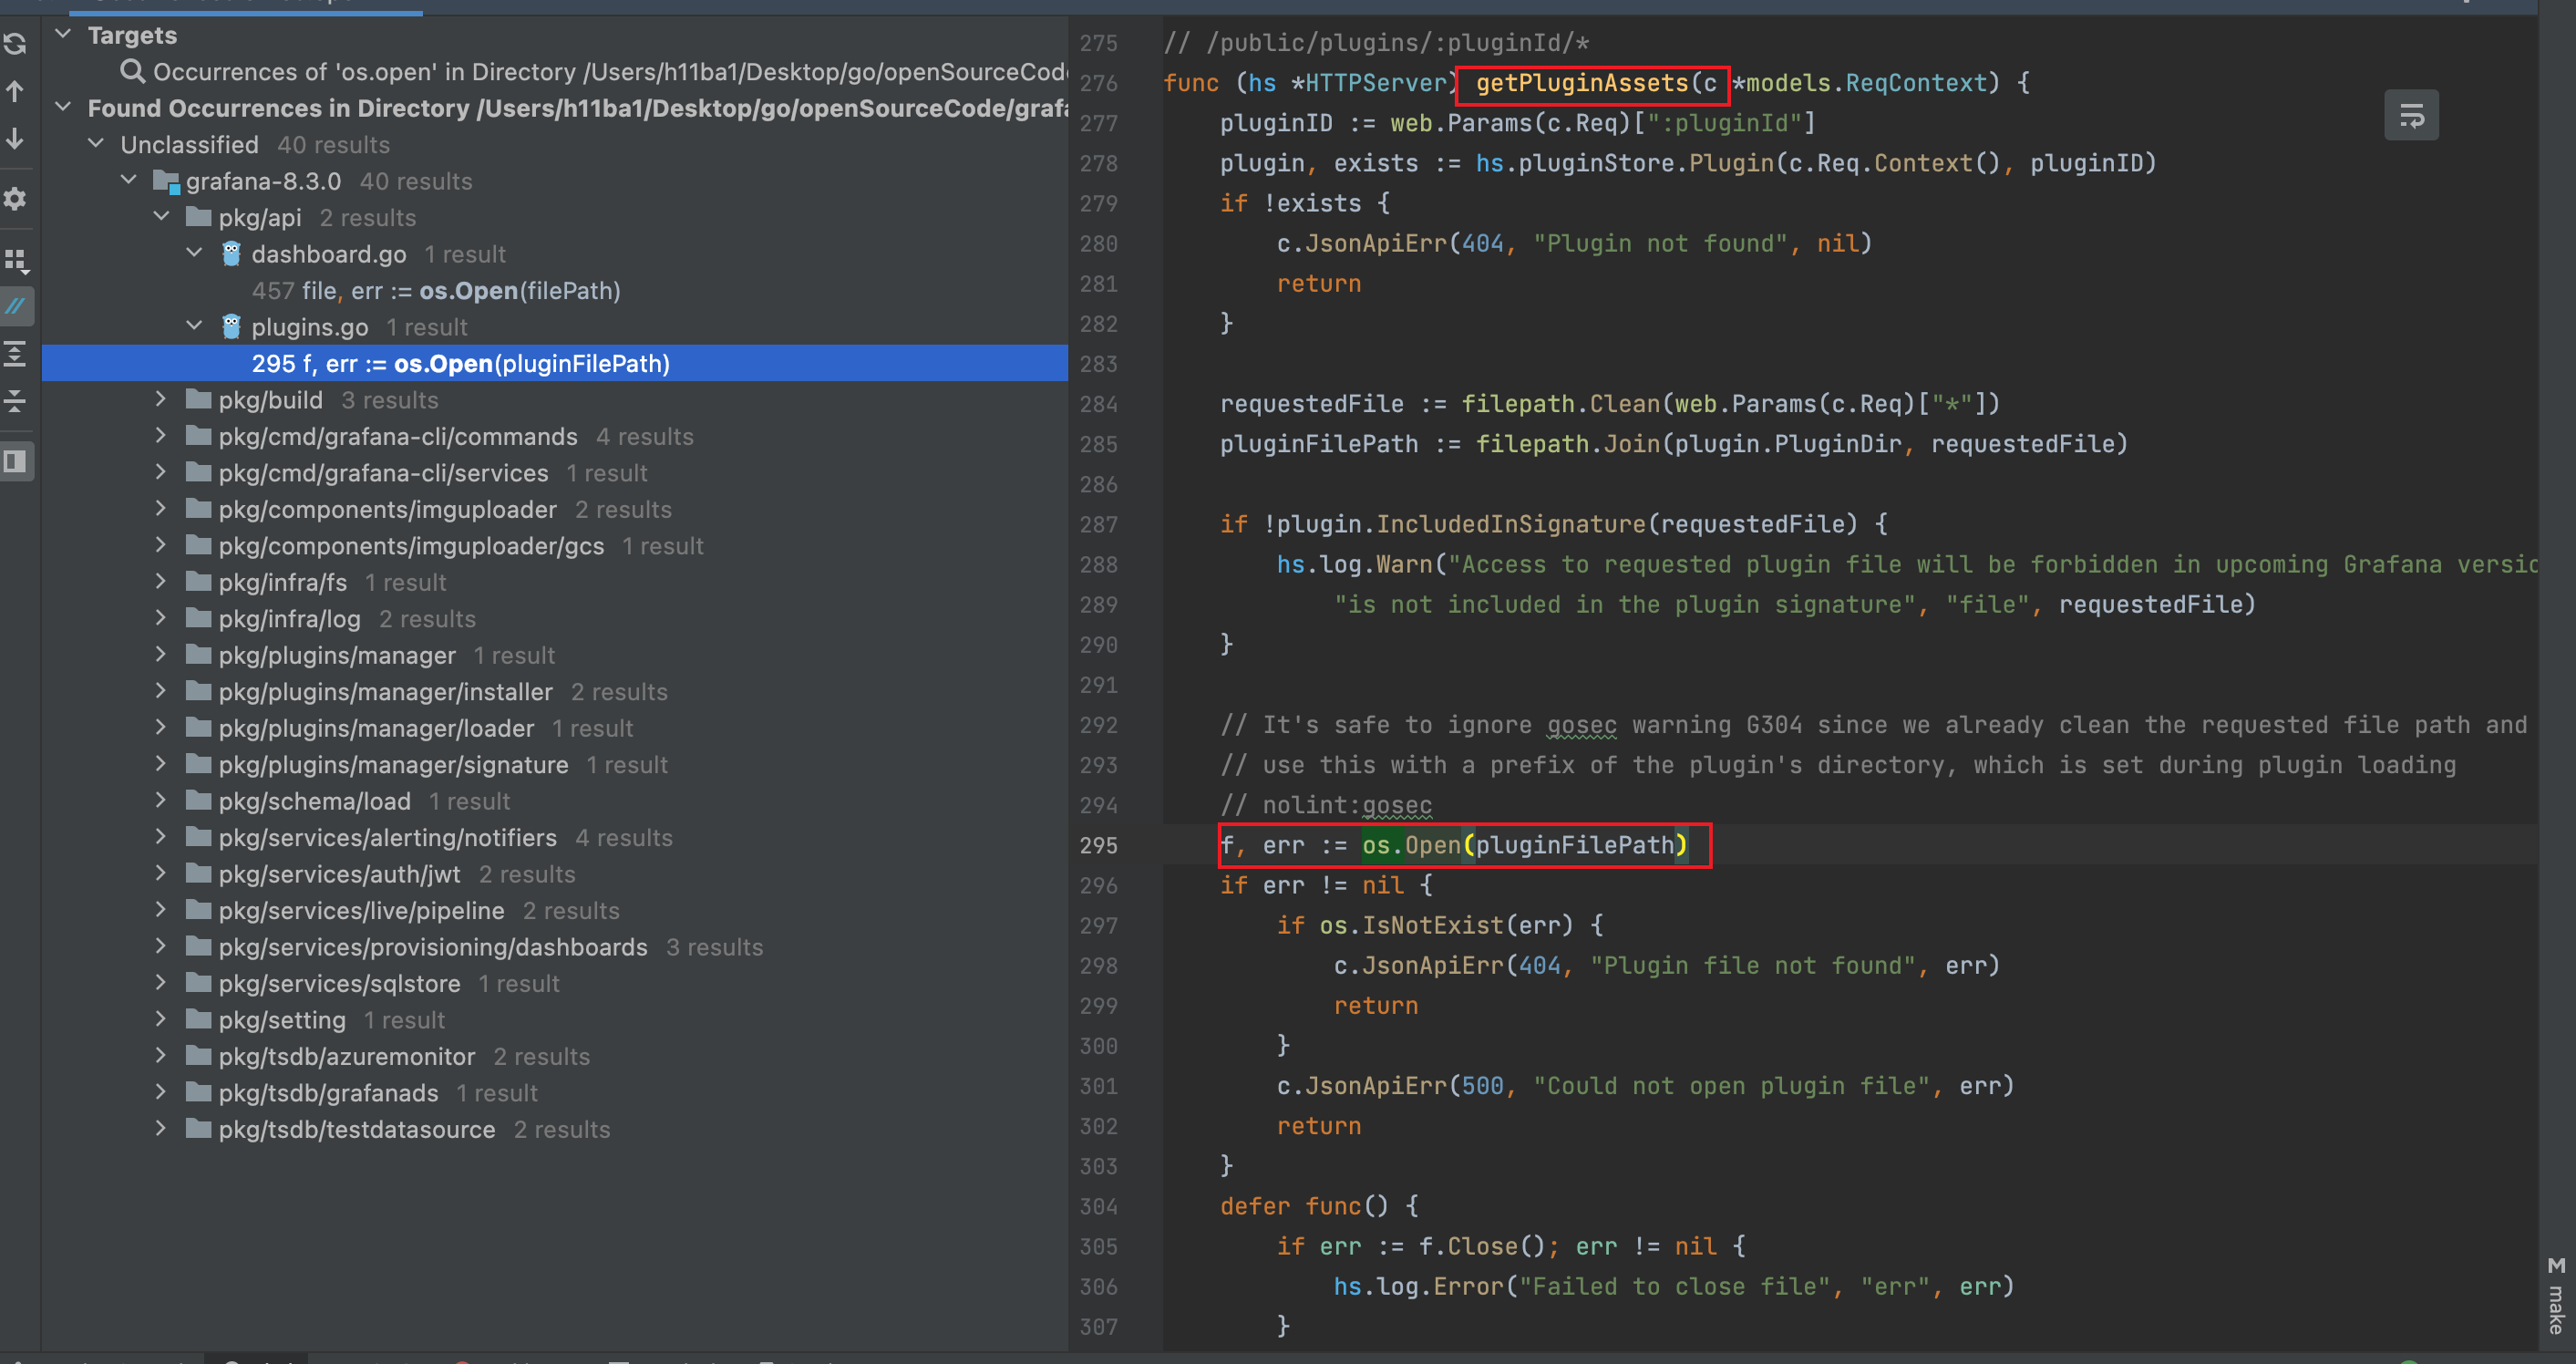 Targets
Occurrences of 'os.open' in Directory /Users/h11ba1/Desktop/go/openSourceCod
Found Occurrences in Directory /Users/h11ba1/Desktop/go/openSourceCode/grafa
Unclassified 40 results
grafana-8.3.0 40 results
pkg/api 2 results
dashboard.go 1 result
457 file, err := os.Open(filePath)
plugins.go 1 result
295 f, err := os.Open(pluginFilePath)
pkg/build 3 results
pkg/cmd/grafana-cli/commands 4 results
pkg/cmd/grafana-cli/services 1 result
pkg/components/imguploader 2 results
pkg/components/imguploader/gcs 1 result
pkg/infra/fs 1 result
pkg/infra/log 2 results
pkg/plugins/manager 1 result
pkg/plugins/manager/installer 2 results
pkg/plugins/manager/loader 1 result
pkg/plugins/manager/signature 1 result
pkg/schema/load 1 result
pkg/services/alerting/notifiers 4 results
pkg/services/auth/jwt 2 results
pkg/services/live/pipeline 2 results
pkg/services/provisioning/dashboards 3 results
pkg/services/sqlstore 1 result
pkg/setting 1 result
pkg/tsdb/azuremonitor 2 results
pkg/tsdb/grafanads 1 result
pkg/tsdb/testdatasource 2 results
275 // /public/plugins/:pluginId/*
276 func (hs *HTTPServer) getPluginAssets(c *models.ReqContext) {
277 pluginID := web.Params(c.Req)[":pluginId"]
278 plugin, exists := hs.pluginStore.Plugin(c.Req.Context(), pluginID)
279 if !exists {
280 c.JsonApiErr(404, "Plugin not found", nil)
281 return
282 }
283
284 requestedFile := filepath.Clean(web.Params(c.Req)["*"])
285 pluginFilePath := filepath.Join(plugin.PluginDir, requestedFile)
286
287 if !plugin.IncludedInSignature(requestedFile) {
288 hs.log.Warn("Access to requested plugin file will be forbidden in upcoming Grafana versio
289 "is not included in the plugin signature", "file", requestedFile)
290 }
291
292 // It's safe to ignore gosec warning G304 since we already clean the requested file path and
293 // use this with a prefix of the plugin's directory, which is set during plugin loading
294 // nolint:gosec
295 f, err := os.Open(pluginFilePath)
296 if err != nil {
297 if os.IsNotExist(err) {
298 c.JsonApiErr(404, "Plugin file not found", err)
299 return
300 }
301 c.JsonApiErr(500, "Could not open plugin file", err)
302 return
303 }
304 defer func() {
305 if err := f.Close(); err != nil {
306 hs.log.Error("Failed to close file", "err", err)
307 }
M make